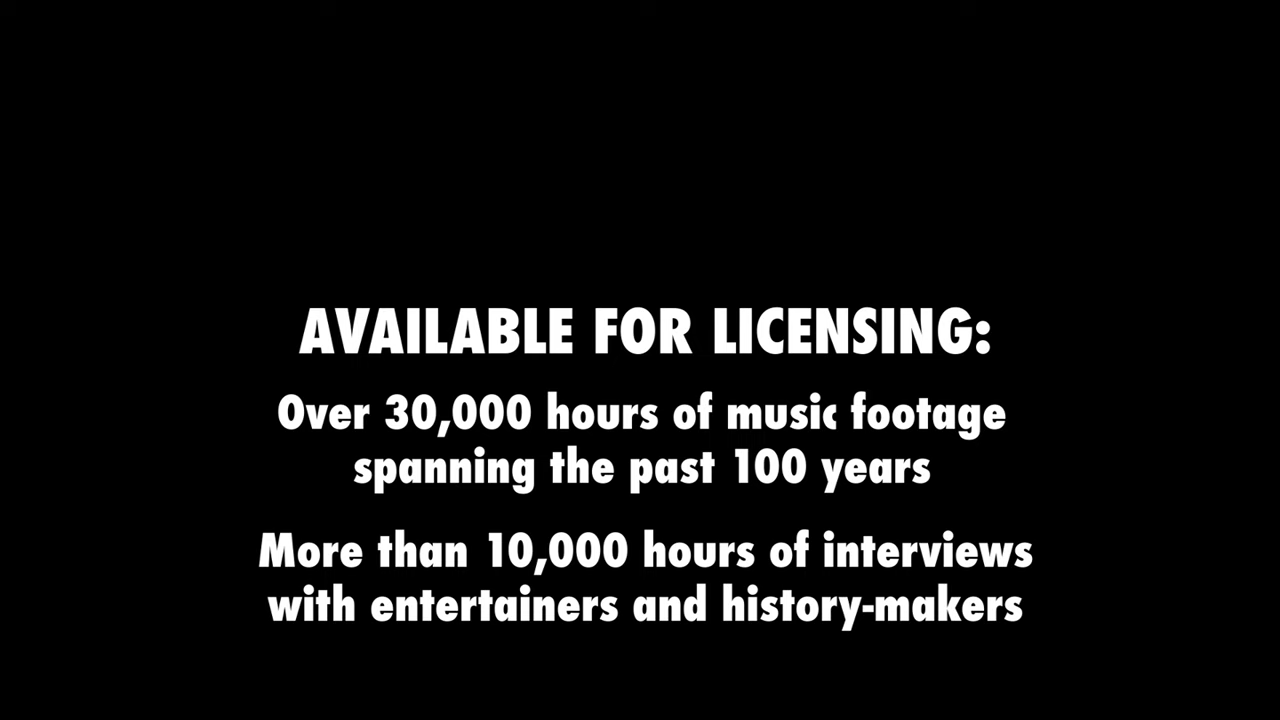 AVAILABLE FOR LICENSING:
Over 30,000 hours of music footage
spanning the past 100 years
More than 10,000 hours of interviews
with entertainers and history-makers